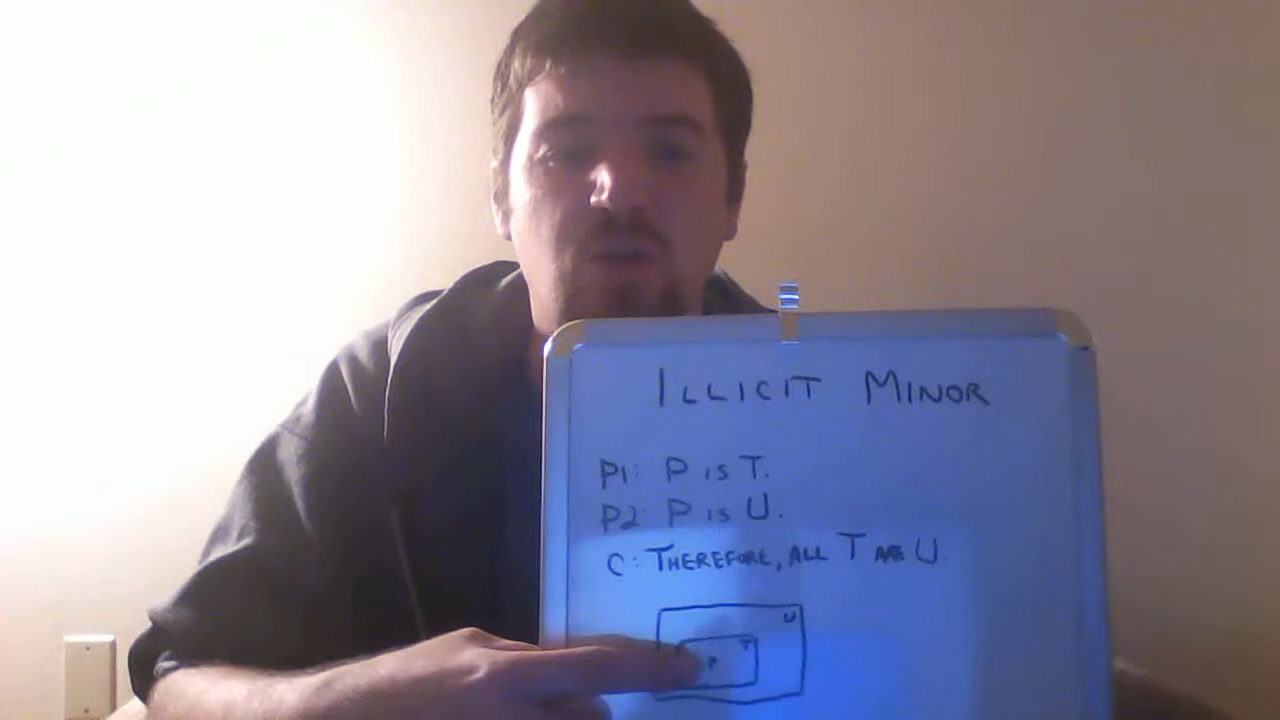 ILLICIT MINOR
P1: P IS T.
P2: P IS U.
C: THEREFORE, ALL T ARE U.
U
T
P